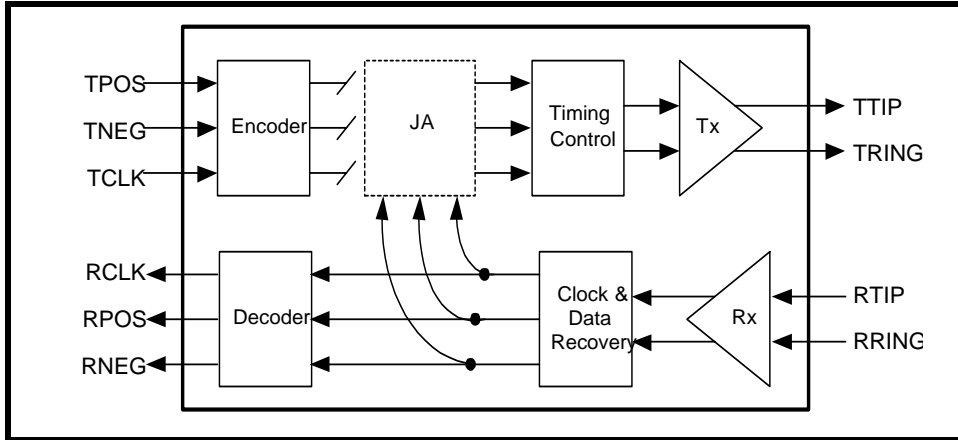 TPOS
TNEG
TCLK
Encoder
JA
Timing
Control
Tx
TTIP
TRING
RCLK
RPOS
RNEG
Decoder
Clock &
Data
Recovery
Rx
RTIP
RRING